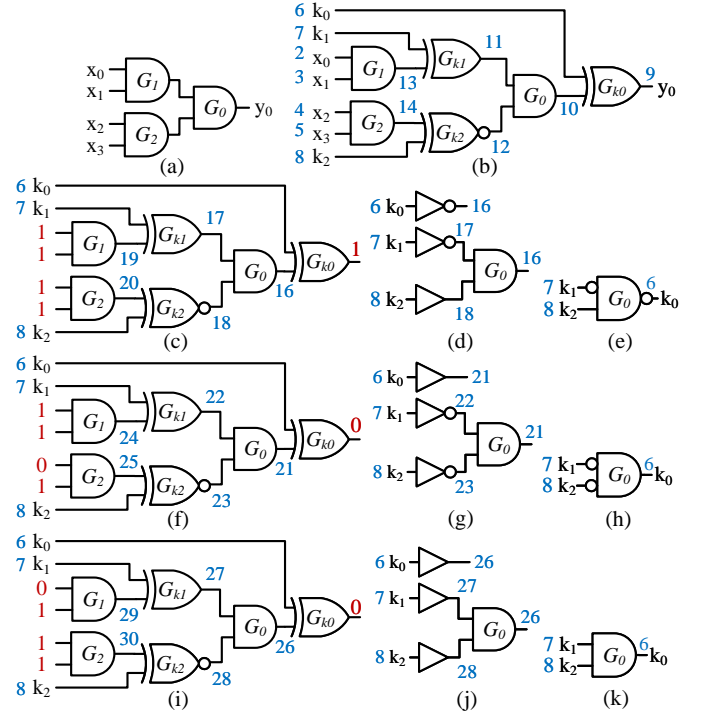 x0
x1
G1
x2
x3
G2
G0
y0
(a)
6 k0
7 k1
2 x0
3 x1
G1
13
Gk1
11
4 x2
5 x3
G2
14
Gk2
12
8 k2
G0
10
Gk0
9
y0
(b)
6 k0
7 k1
1
1
G1
19
Gk1
17
1
1
G2
20
Gk2
18
8 k2
G0
16
Gk0
1
(c)
6 k0
16
7 k1
17
8 k2
18
G0
16
(d)
7 k1
8 k2
G0
6
k0
(e)
6 k0
7 k1
1
1
G1
24
Gk1
22
0
1
G2
25
Gk2
23
8 k2
G0
21
Gk0
0
(f)
6 k0
21
7 k1
22
8 k2
23
G0
21
(g)
7 k1
8 k2
G0
6
k0
(h)
6 k0
7 k1
0
1
G1
29
Gk1
27
1
1
G2
30
Gk2
28
8 k2
G0
26
Gk0
0
(i)
6 k0
26
7 k1
27
8 k2
28
G0
26
(j)
7 k1
8 k2
G0
6
k0
(k)